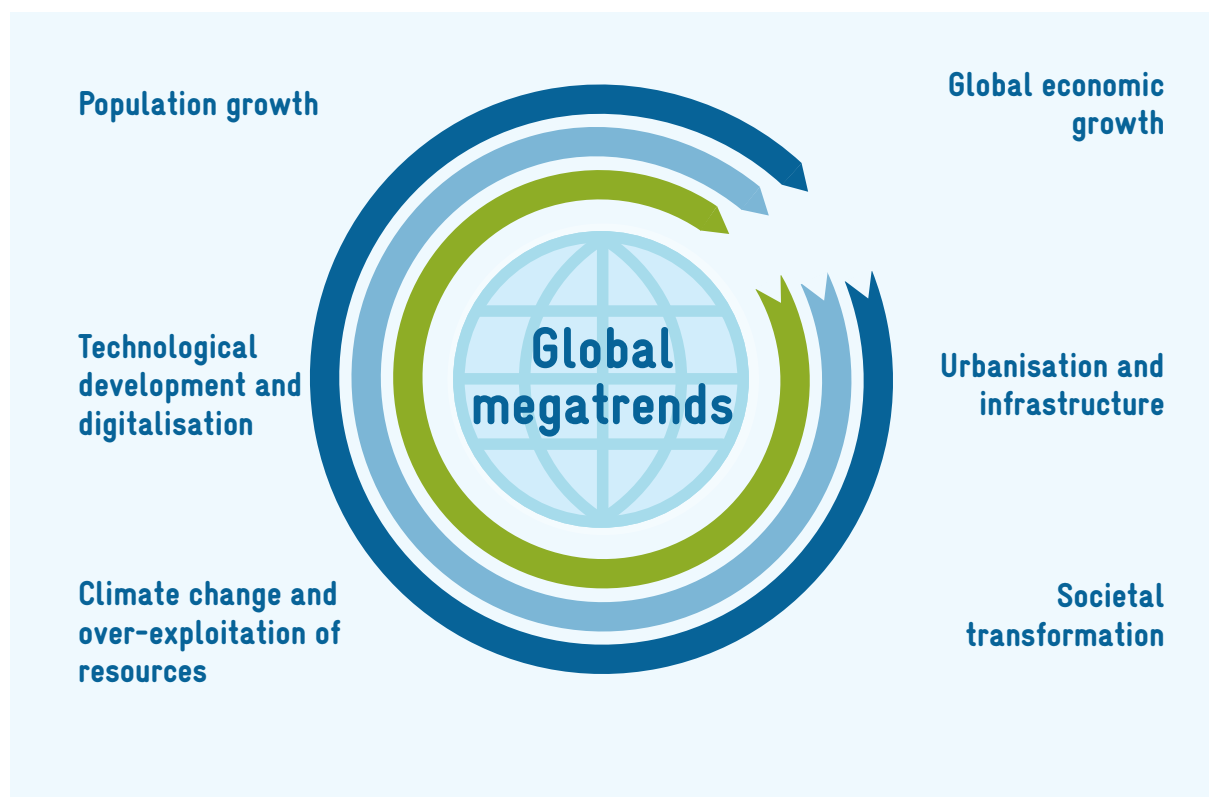 Population growth
Technological
development and
digitalisation
Climate change and
over-exploitation of
resources
Global
megatrends
Global economic
growth
Urbanisation and
infrastructure
Societal
transformation